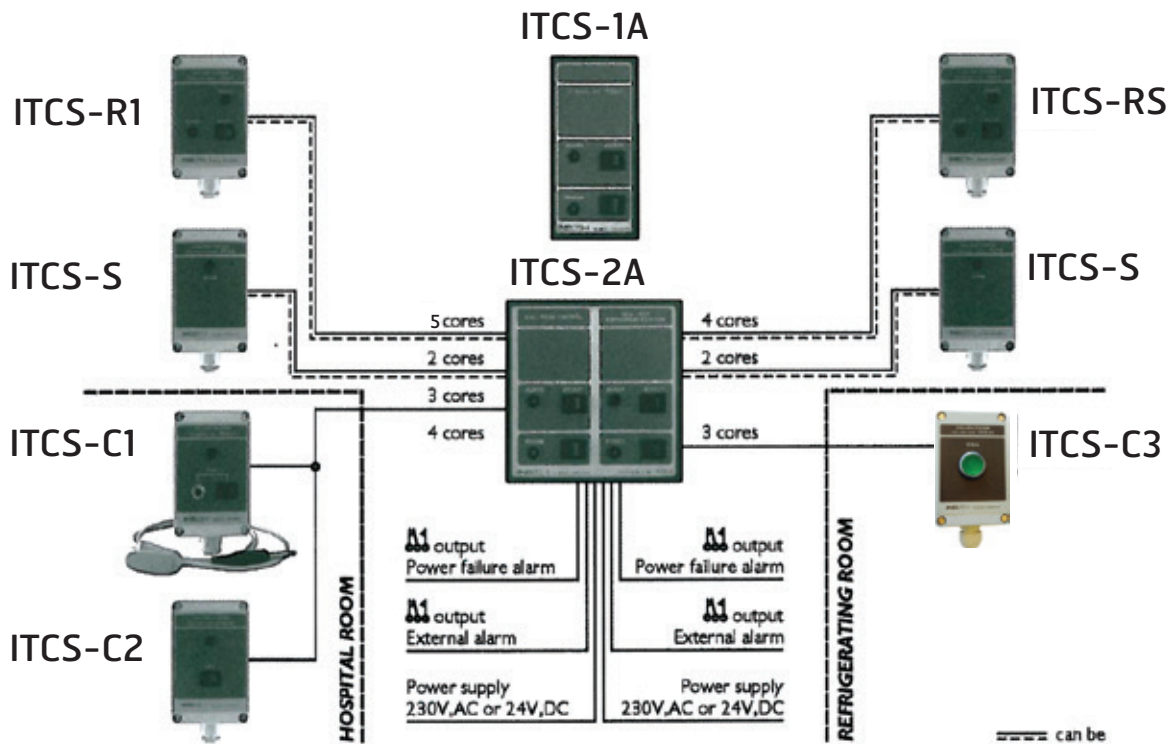 ITCS-1A
ITCS-R1
ITCS-RS
ITCS-S
ITCS-2A
ITCS-S
5 cores
4 cores
2 cores
2 cores
3 cores
ITCS-C1
4 cores
3 cores
ITCS-C3
output
Power failure alarm
output
Power failure alarm
output
External alarm
output
External alarm
ITCS-C2
Power supply
230V,AC or 24V,DC
Power supply
230V,AC or 24V,DC
HOSPITAL ROOM
REFRIGERATING ROOM
can be